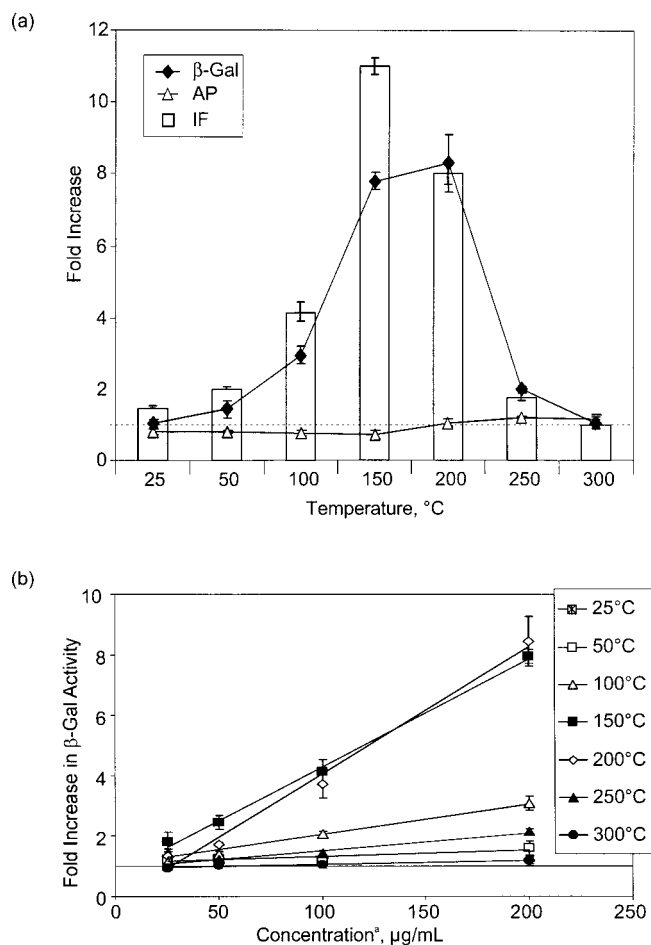 (a)
12
10
8
6
4
2
0
Fold Increase
β-Gal
AP
IF
25 50 100 150 200 250 300
Temperature, °C
(b)
10
8
6
4
2
0
Fold Increase in β-Gal Activity
25°C
50°C
100°C
150°C
200°C
250°C
300°C
0 50 100 150 200 250
Concentrationᵃ, µg/mL